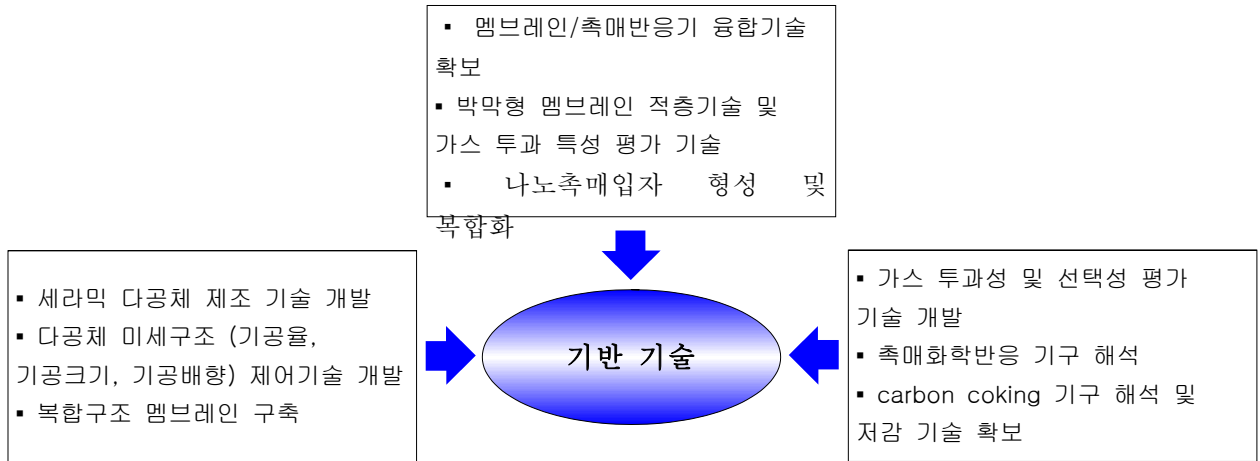 ▪ 멤브레인/촉매반응기 융합기술
확보
▪ 박막형 멤브레인 적층기술 및
가스 투과 특성 평가 기술
▪ 나노촉매입자 형성 및
복합화
▪ 세라믹 다공체 제조 기술 개발
▪ 다공체 미세구조 (기공율,
기공크기, 기공배향) 제어기술 개발
▪ 복합구조 멤브레인 구축
기반 기술
▪ 가스 투과성 및 선택성 평가
기술 개발
▪ 촉매화학반응 기구 해석
▪ carbon coking 기구 해석 및
저감 기술 확보